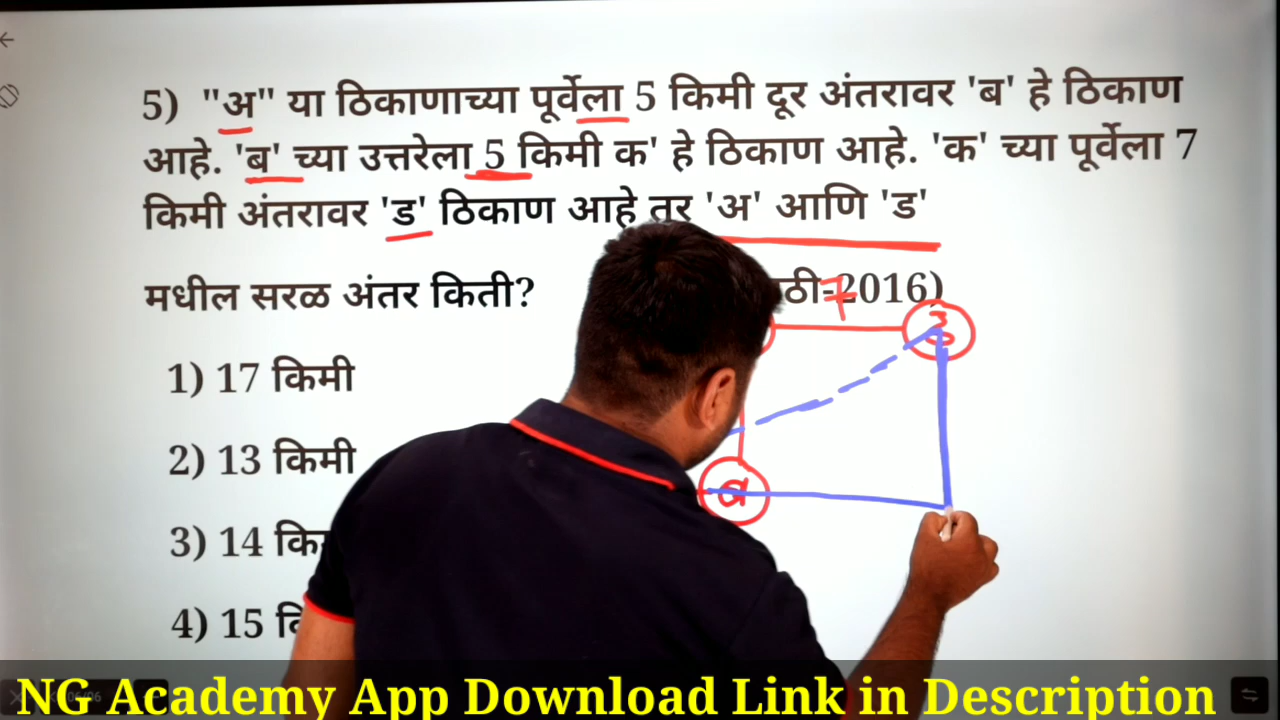 5) "अ" या ठिकाणाच्या पूर्वेला 5 किमी दूर अंतरावर 'ब' हे ठिकाण
आहे. 'ब' च्या उत्तरेला 5 किमी क' हे ठिकाण आहे. 'क' च्या पूर्वेला 7
किमी अंतरावर 'ड' ठिकाण आहे तर 'अ' आणि 'ड'
मधील सरळ अंतर किती? ठी-2016)
7
ड
1) 17 किमी
2) 13 किमी
ब
3) 14 कि
4) 15 कि
NG Academy App Download Link in Description